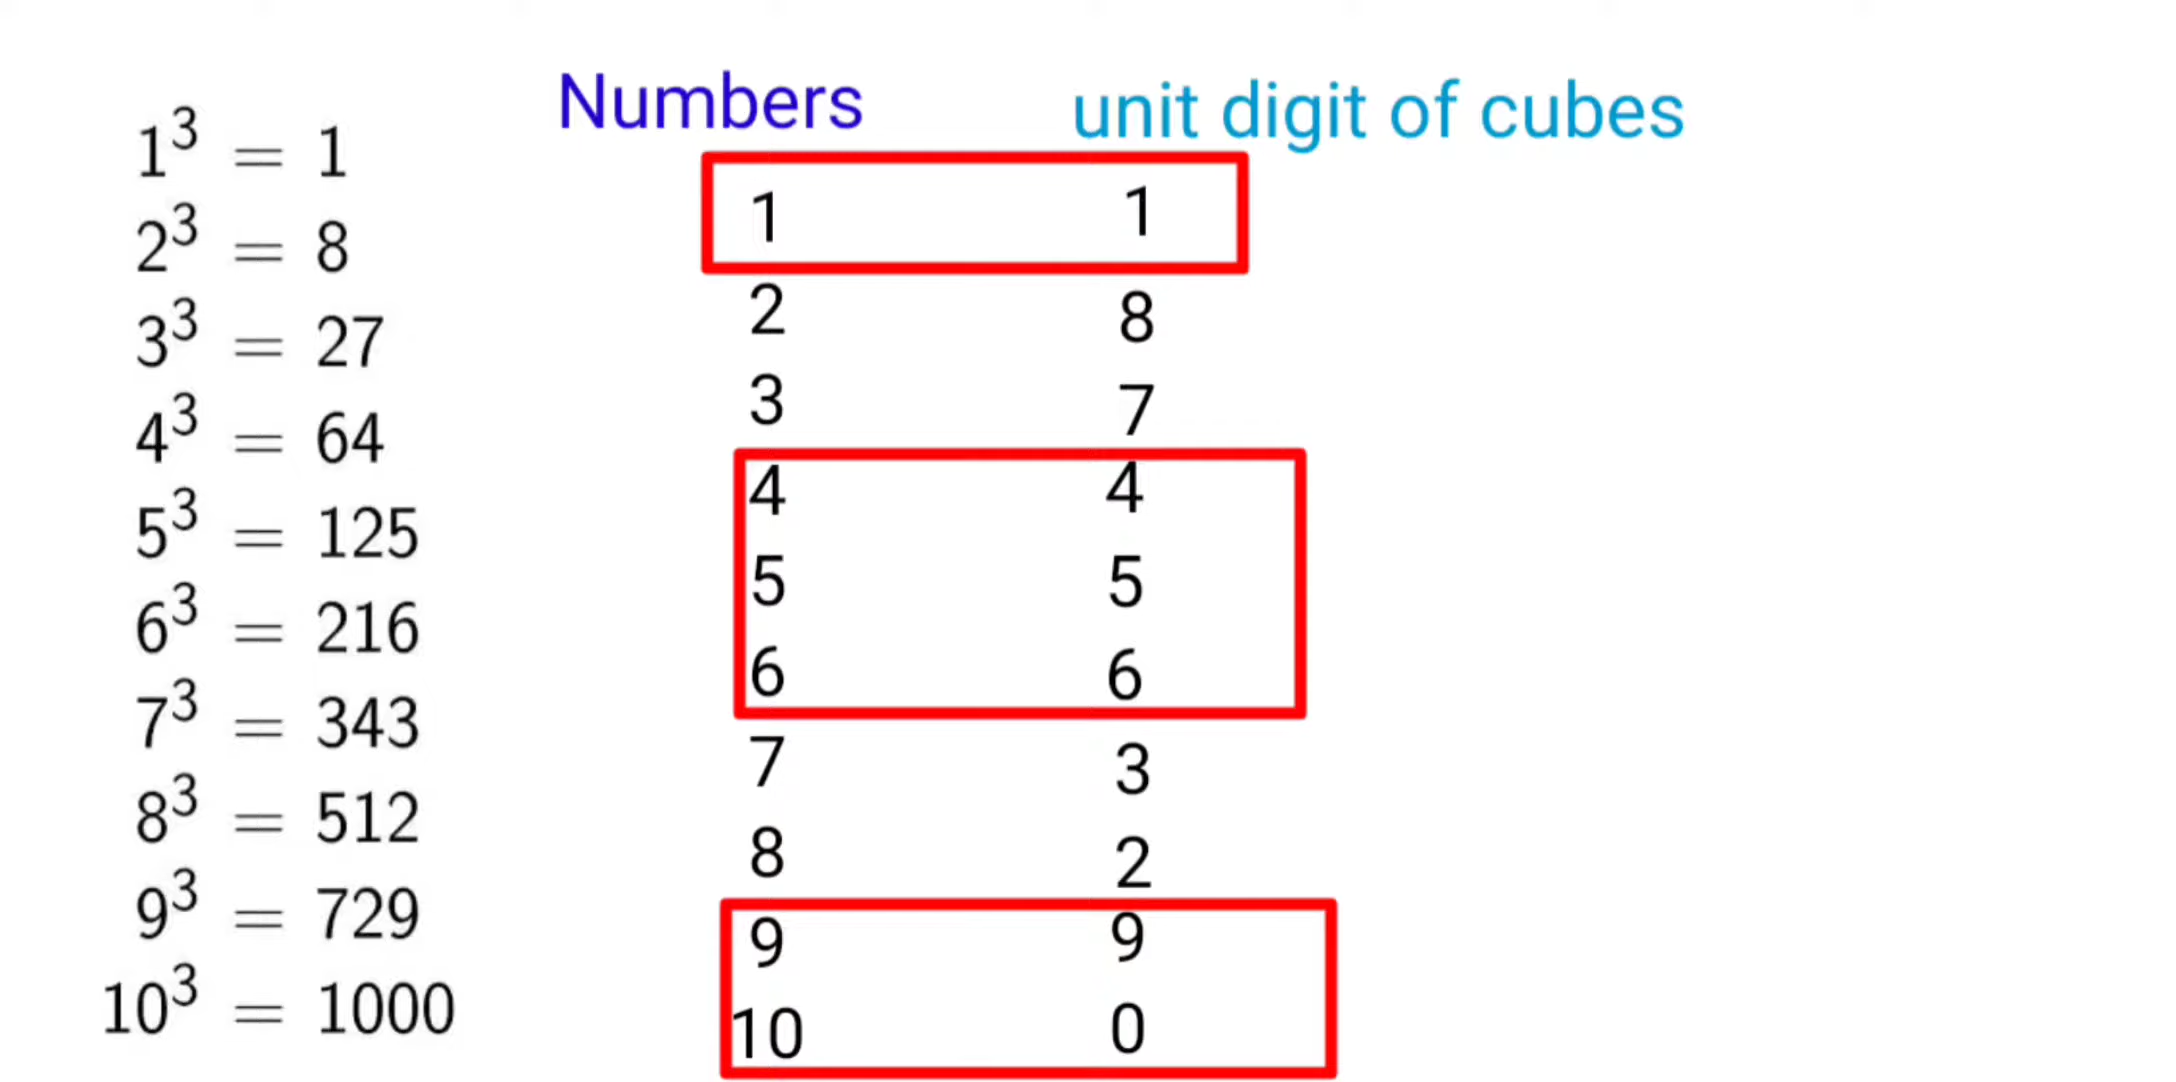 1³ = 1
2³ = 8
3³ = 27
4³ = 64
5³ = 125
6³ = 216
7³ = 343
8³ = 512
9³ = 729
10³ = 1000
Numbers unit digit of cubes
1 1
2 8
3 7
4 4
5 5
6 6
7 3
8 2
9 9
10 0